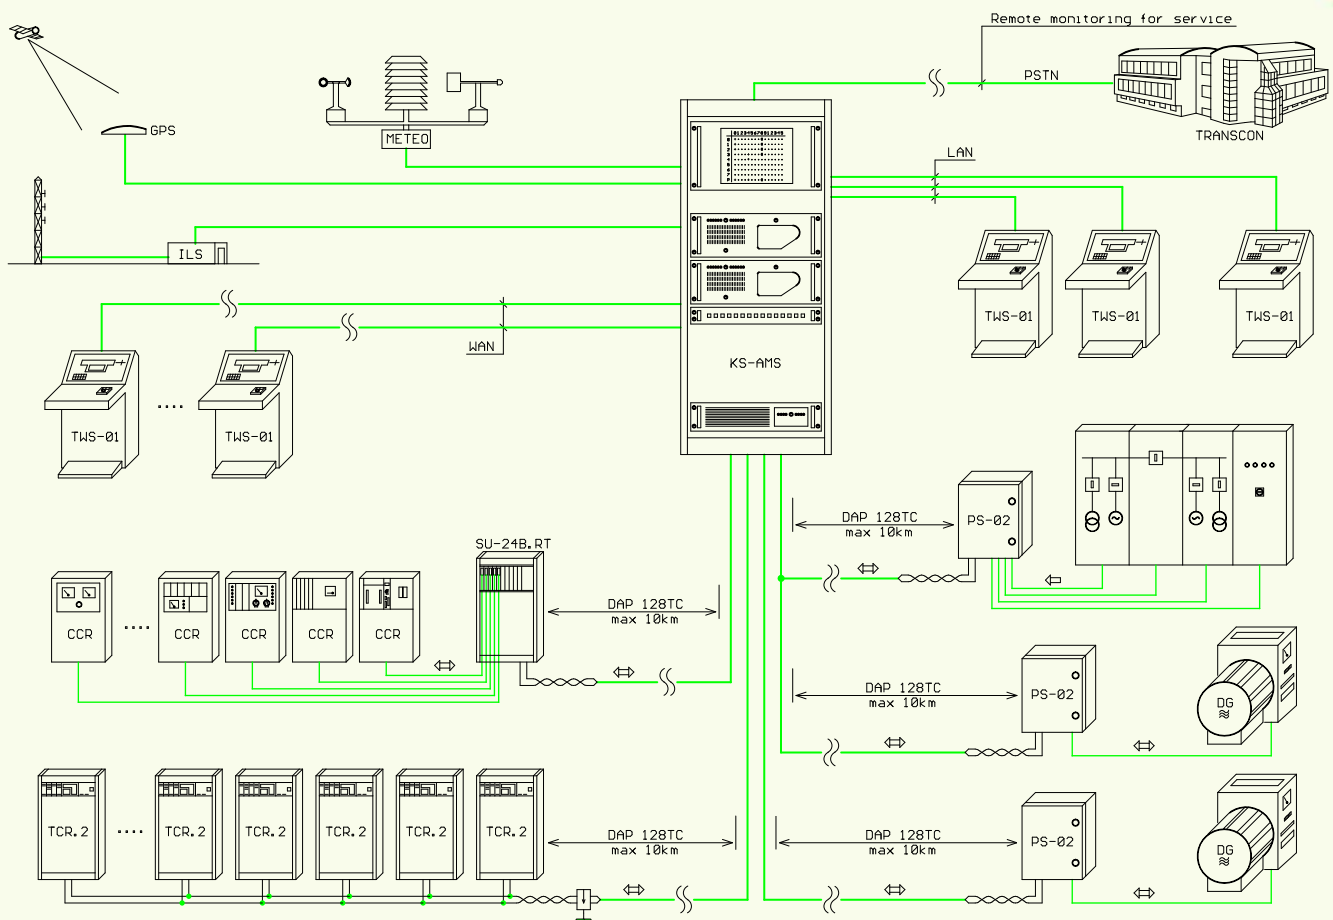 Remote monitoring for service
PSTN
TRANSCON
GPS
METEO
0123456789012345
LAN
ILS
TWS-01
TWS-01
TWS-01
WAN
KS-AMS
TWS-01
....
TWS-01
DAP 128TC
max 10km
PS-02
SU-24B.RT
DAP 128TC
max 10km
CCR
....
CCR
CCR
CCR
CCR
DAP 128TC
max 10km
PS-02
DG
TCR.2
....
TCR.2
TCR.2
TCR.2
TCR.2
TCR.2
DAP 128TC
max 10km
DAP 128TC
max 10km
PS-02
DG